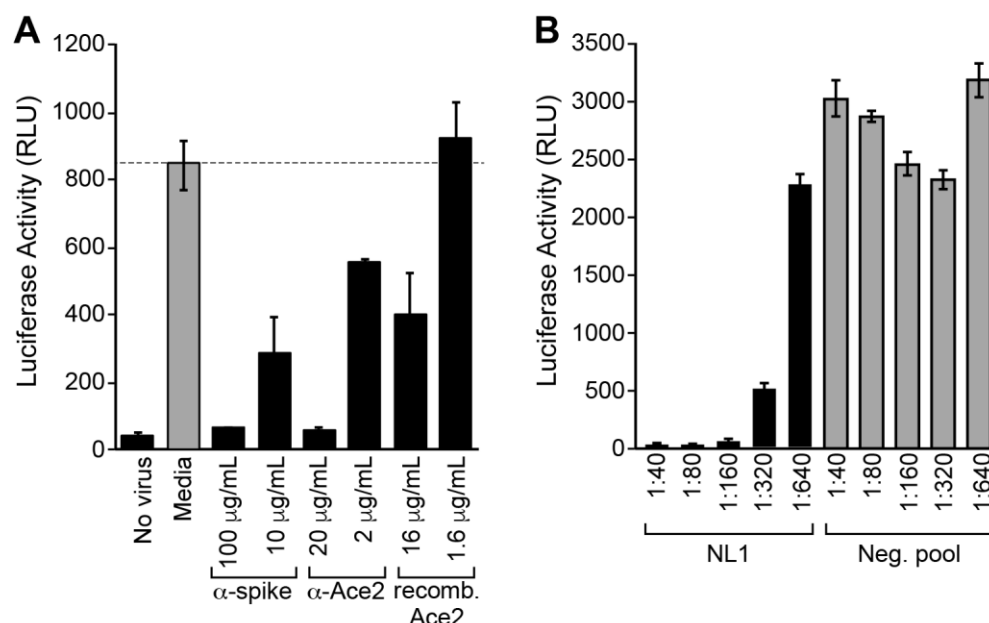 A
Luciferase Activity (RLU)
1200
1000
800
600
400
200
0
No virus
Media
100 µg/mL
10 µg/mL
20 µg/mL
2 µg/mL
16 µg/mL
1.6 µg/mL
α-spike
α-Ace2
recomb.
Ace2
B
Luciferase Activity (RLU)
3500
3000
2500
2000
1500
1000
500
0
1:40
1:80
1:160
1:320
1:640
1:40
1:80
1:160
1:320
1:640
NL1
Neg. pool